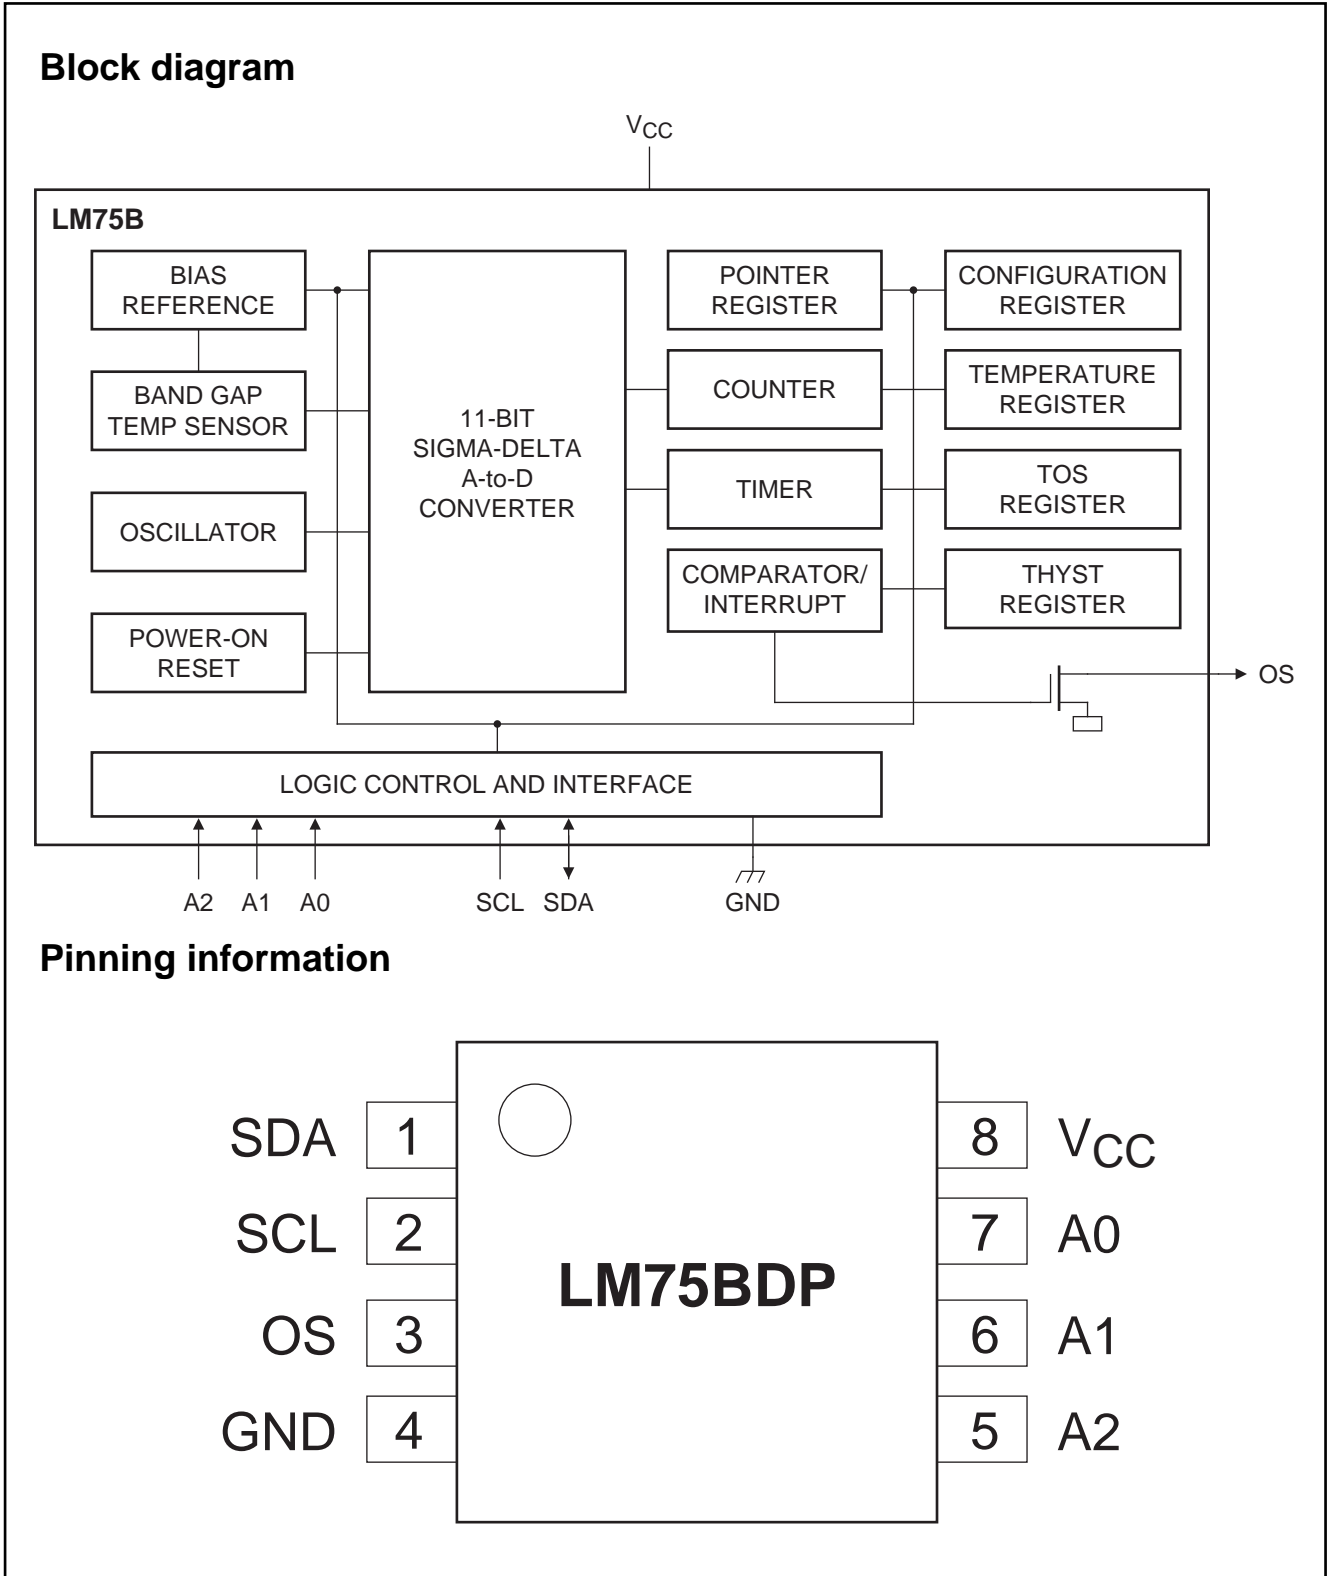 Block diagram
VCC
LM75B
BIAS
REFERENCE
BAND GAP
TEMP SENSOR
OSCILLATOR
POWER-ON
RESET
11-BIT
SIGMA-DELTA
A-to-D
CONVERTER
POINTER
REGISTER
COUNTER
TIMER
COMPARATOR/
INTERRUPT
CONFIGURATION
REGISTER
TEMPERATURE
REGISTER
TOS
REGISTER
THYST
REGISTER
OS
LOGIC CONTROL AND INTERFACE
A2 A1 A0 SCL SDA GND
Pinning information
SDA 1
SCL 2
OS 3
GND 4
LM75BDP
8 VCC
7 A0
6 A1
5 A2